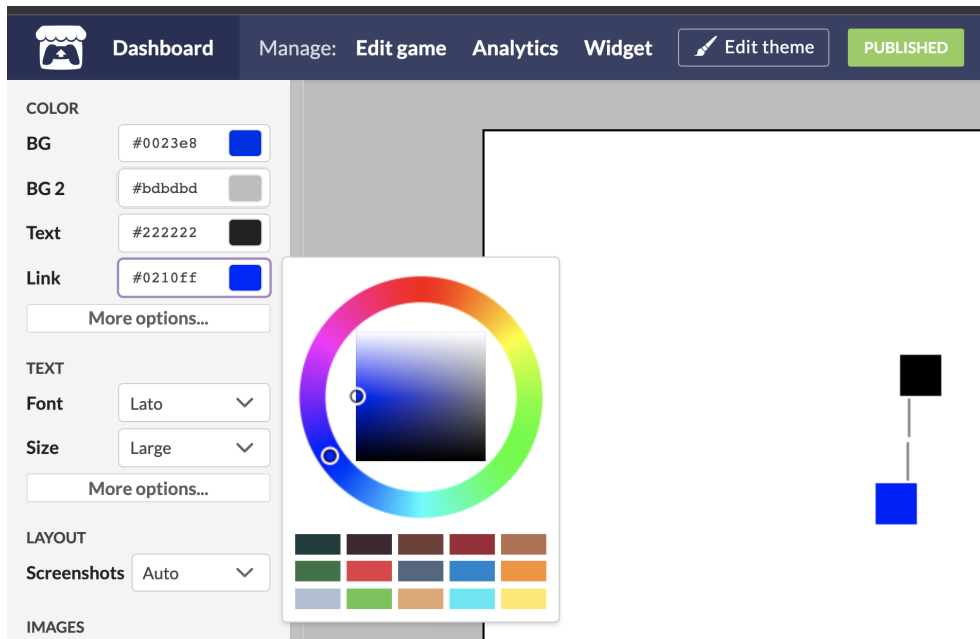 Dashboard Manage: Edit game Analytics Widget Edit theme PUBLISHED
COLOR
BG #0023e8
BG 2 #bdbdbd
Text #222222
Link #0210ff
More options...
TEXT
Font Lato
Size Large
More options...
LAYOUT
Screenshots Auto
IMAGES